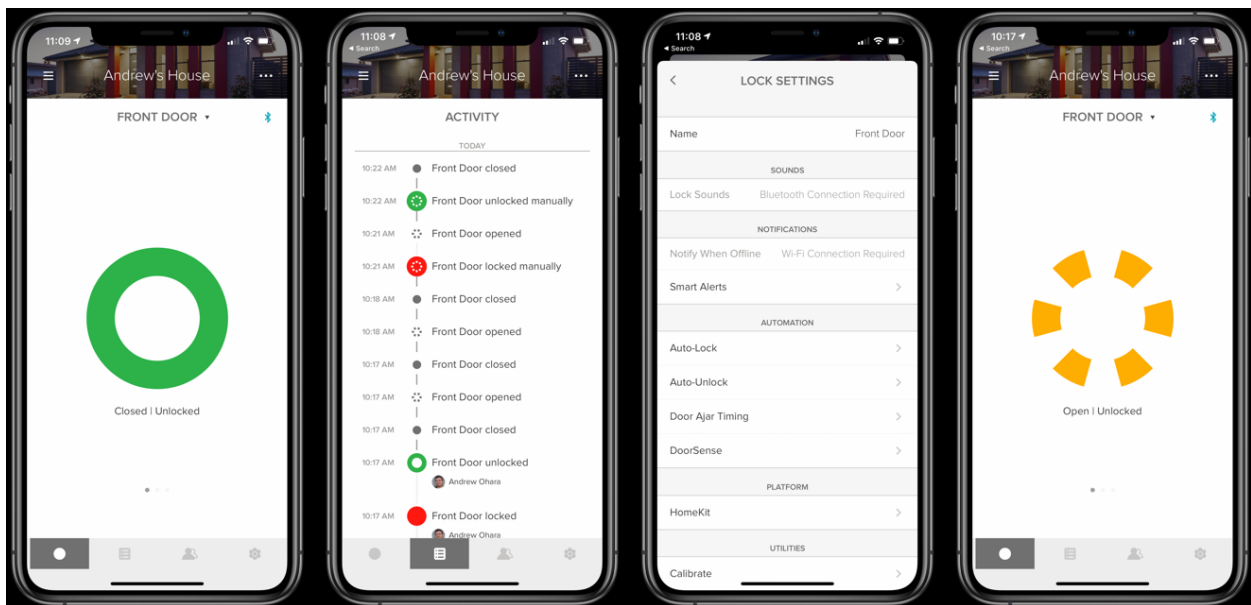 11:09
Andrew's House
FRONT DOOR
Closed | Unlocked
11:08
Search
Andrew's House
ACTIVITY
TODAY
10:22 AM Front Door closed
10:22 AM Front Door unlocked manually
10:21 AM Front Door opened
10:21 AM Front Door locked manually
10:18 AM Front Door closed
10:18 AM Front Door opened
10:17 AM Front Door closed
10:17 AM Front Door opened
10:17 AM Front Door closed
10:17 AM Front Door unlocked
Andrew Ohara
10:17 AM Front Door locked
Andrew Ohara
11:08
Search
LOCK SETTINGS
Name Front Door
SOUNDS
Lock Sounds Bluetooth Connection Required
NOTIFICATIONS
Notify When Offline Wi-Fi Connection Required
Smart Alerts
AUTOMATION
Auto-Lock
Auto-Unlock
Door Ajar Timing
DoorSense
PLATFORM
HomeKit
UTILITIES
Calibrate
10:17
Search
Andrew's House
FRONT DOOR
Open | Unlocked